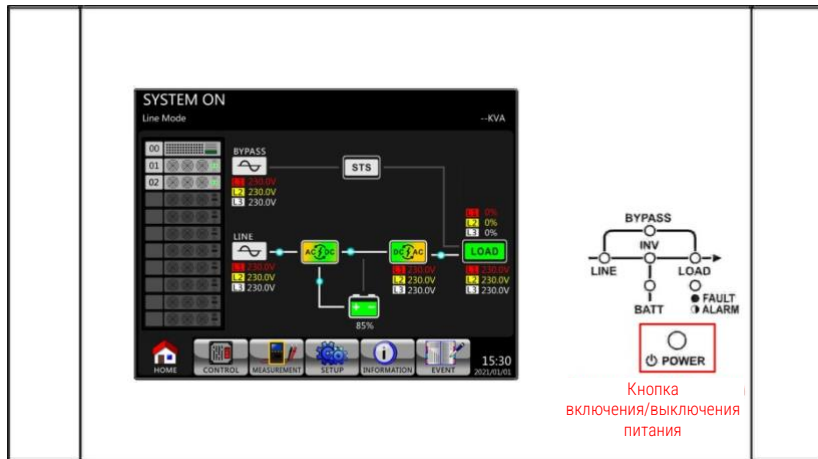 SYSTEM ON
Line Mode
--KVA
00
01
02
BYPASS
L1 230.0V
L2 230.0V
L3 230.0V
STS
L1 0%
L2 0%
L3 0%
LINE
AC DC
DC AC
LOAD
L1 230.0V
L2 230.0V
L3 230.0V
L1 230.0V
L2 230.0V
L3 230.0V
L1 230.0V
L2 230.0V
L3 230.0V
85%
HOME
CONTROL
MEASUREMENT
SETUP
INFORMATION
EVENT
15:30
2021/01/01
BYPASS
INV
LINE
LOAD
BATT
FAULT
ALARM
POWER
Кнопка
включения/выключения
питания